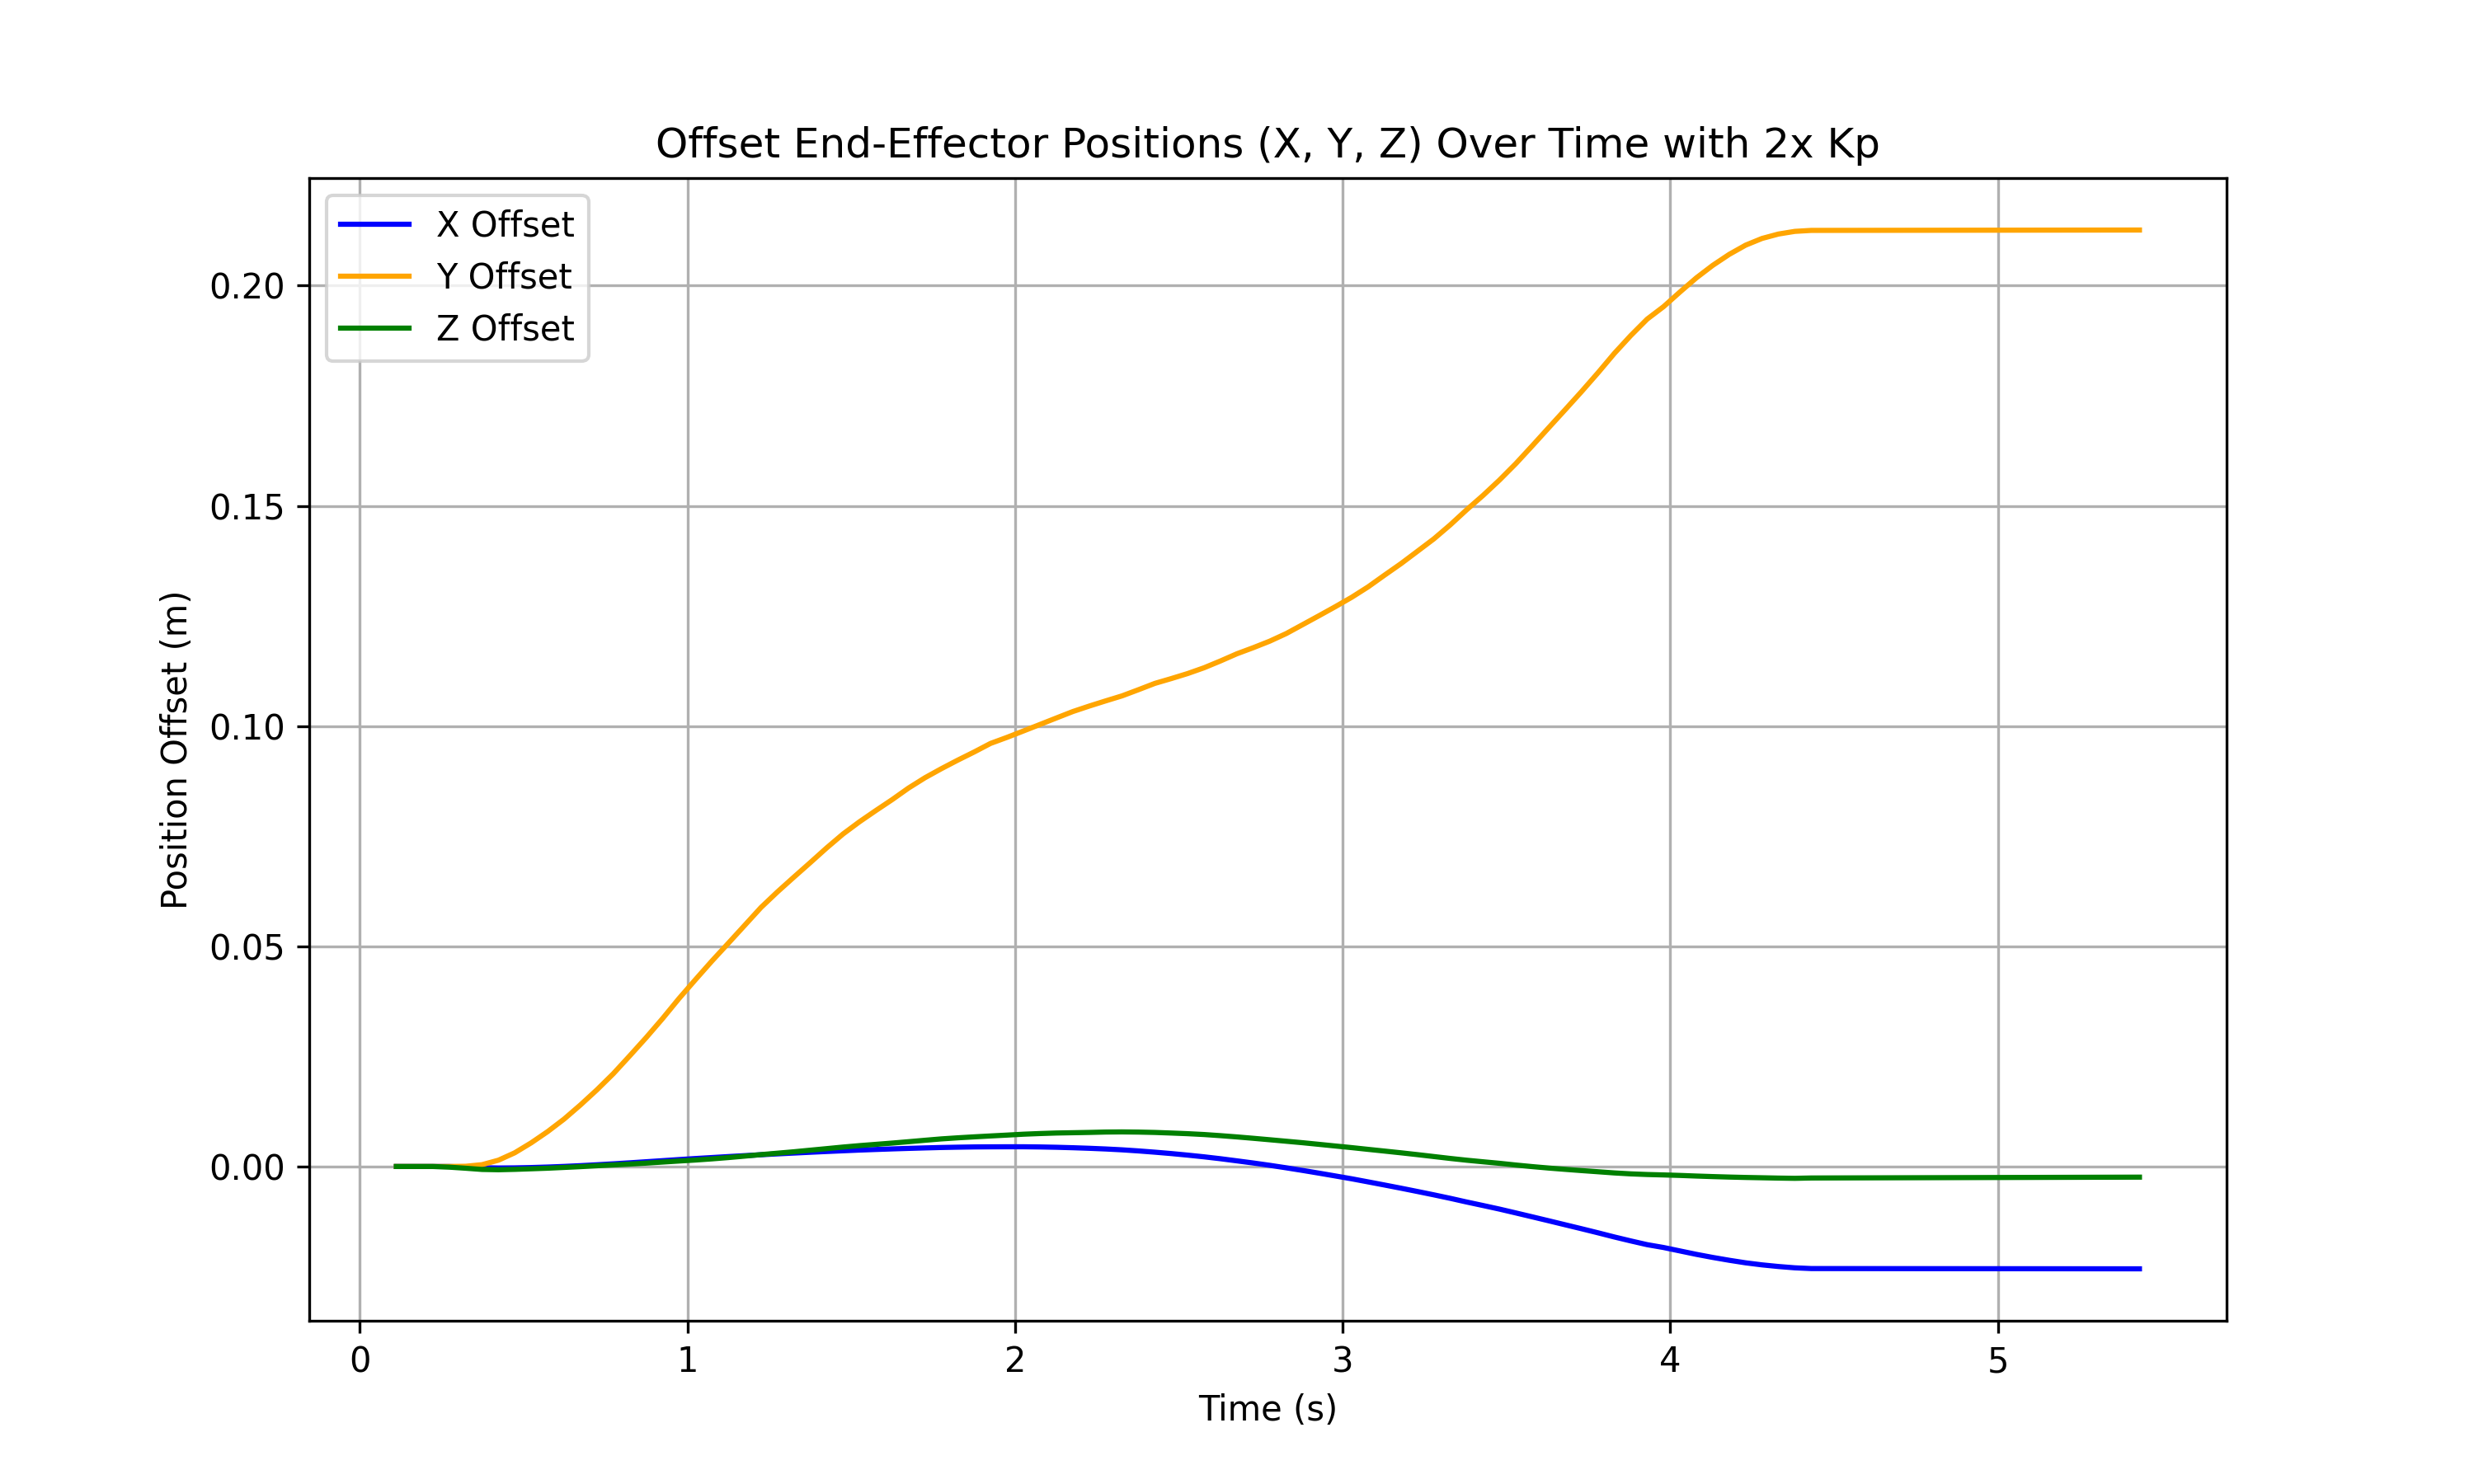 Offset End-Effector Positions (X, Y, Z) Over Time with 2x Kp
X Offset
Y Offset
Z Offset
0.20
0.15
0.10
0.05
0.00
Position Offset (m)
0 1 2 3 4 5
Time (s)